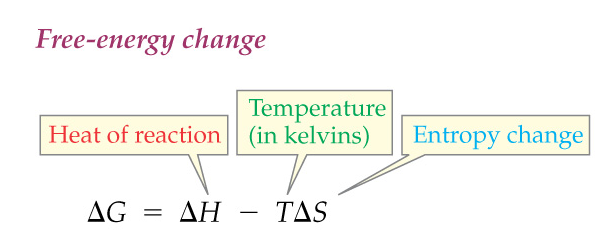 Free-energy change
Heat of reaction
Temperature
(in kelvins)
Entropy change
ΔG = ΔH − TΔS